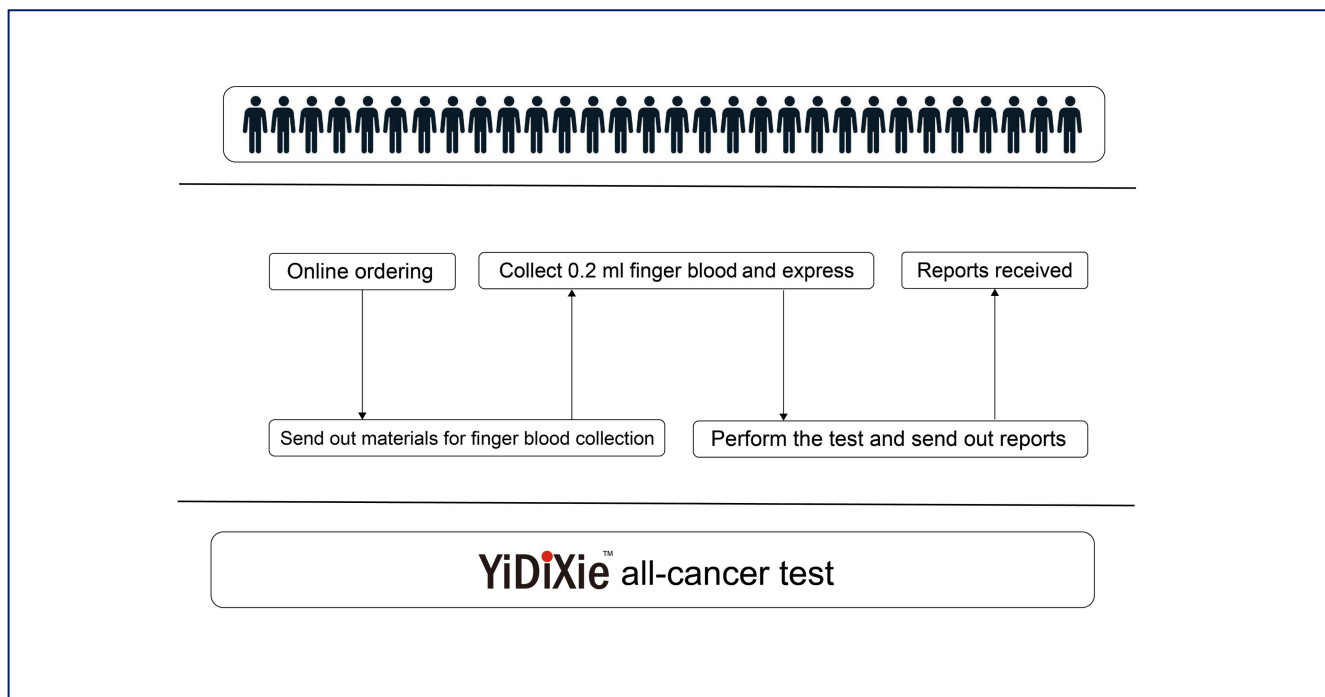 Online ordering
Collect 0.2 ml finger blood and express
Reports received
Send out materials for finger blood collection
Perform the test and send out reports
YiDiXie™ all-cancer test